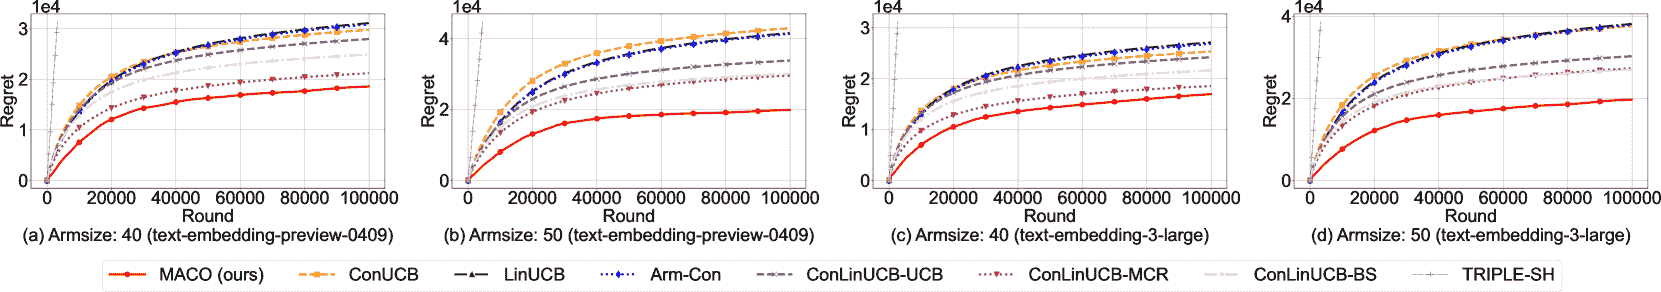 1e4
3
2
1
0
Regret
0 20000 40000 60000 80000 100000
Round
(a) Armsize: 40 (text-embedding-preview-0409)
1e4
4
2
0
Regret
0 20000 40000 60000 80000 100000
Round
(b) Armsize: 50 (text-embedding-preview-0409)
1e4
3
2
1
0
Regret
0 20000 40000 60000 80000 100000
Round
(c) Armsize: 40 (text-embedding-3-large)
1e4
4
2
0
Regret
0 20000 40000 60000 80000 100000
Round
(d) Armsize: 50 (text-embedding-3-large)
MACO (ours) ConUCB LinUCB Arm-Con ConLinUCB-UCB ConLinUCB-MCR ConLinUCB-BS TRIPLE-SH